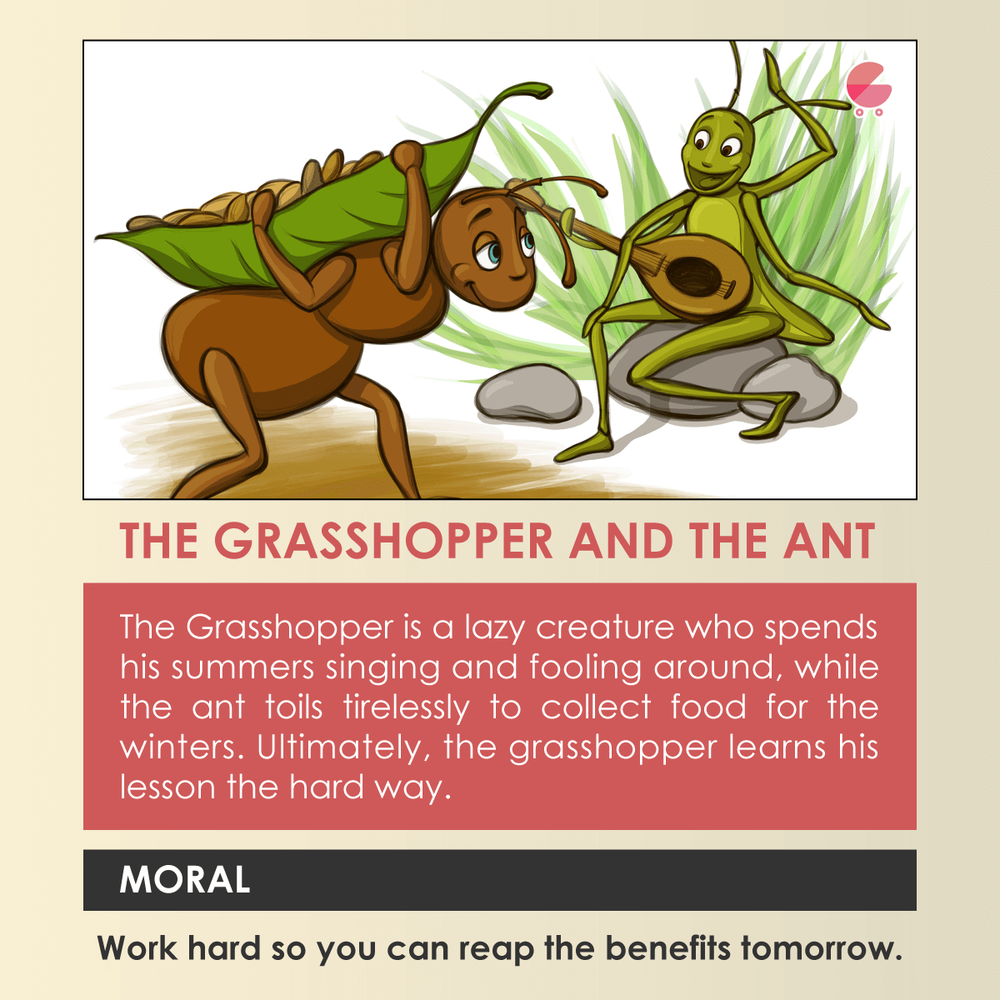 THE GRASSHOPPER AND THE ANT
The Grasshopper is a lazy creature who spends
his summers singing and fooling around, while
the ant toils tirelessly to collect food for the
winters. Ultimately, the grasshopper learns his
lesson the hard way.
MORAL
Work hard so you can reap the benefits tomorrow.